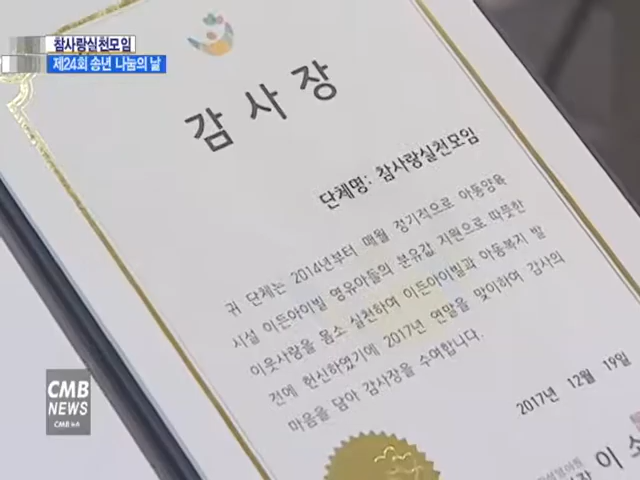 참사랑실천모임
제24회 송년 나눔의 날
감사장
단체명: 참사랑실천모임
귀 단체는 2014년부터 매월 정기적으로 아동양육
시설 이든아이빌 영유아들의 분유값 지원으로 따뜻한
이웃사랑을 몸소 실천하여 이든아이빌과 아동복지 발
전에 헌신하였기에 2017년 연말을 맞이하여 감사의
마음을 담아 감사장을 수여합니다.
2017년 12월 19일
이
CMB
NEWS
CMB 뉴스